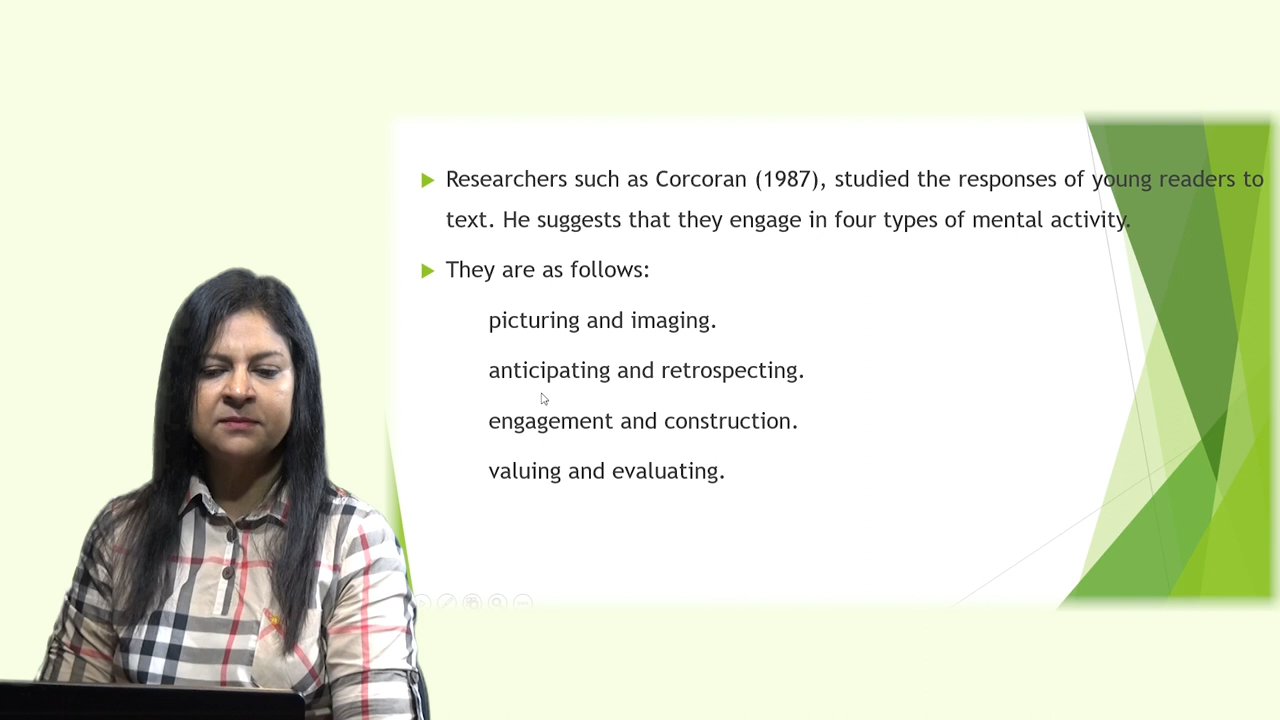 Researchers such as Corcoran (1987), studied the responses of young readers to
text. He suggests that they engage in four types of mental activity.
They are as follows:
picturing and imaging.
anticipating and retrospecting.
engagement and construction.
valuing and evaluating.